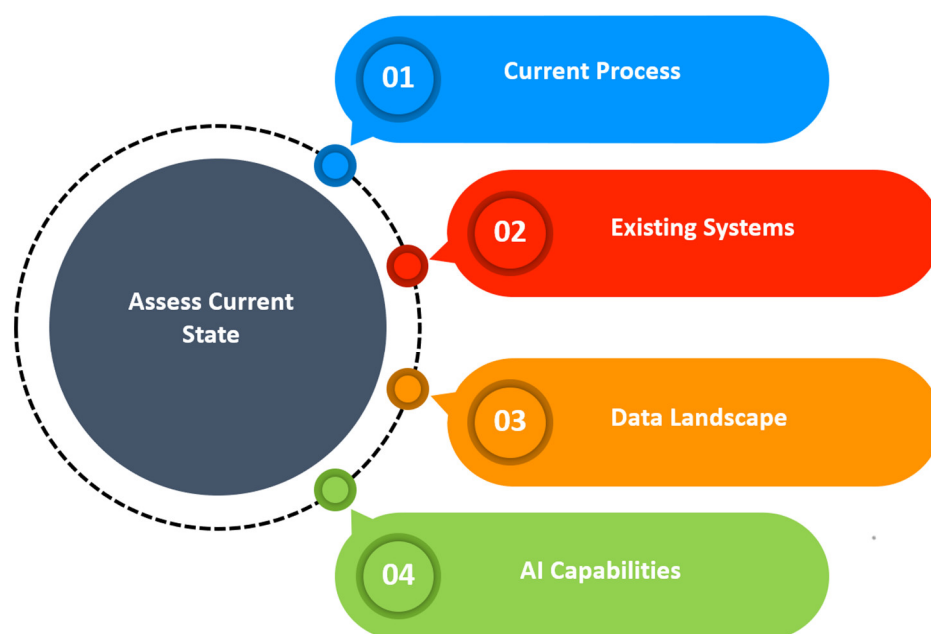 01
Current Process
02
Existing Systems
Assess Current
State
03
Data Landscape
04
AI Capabilities